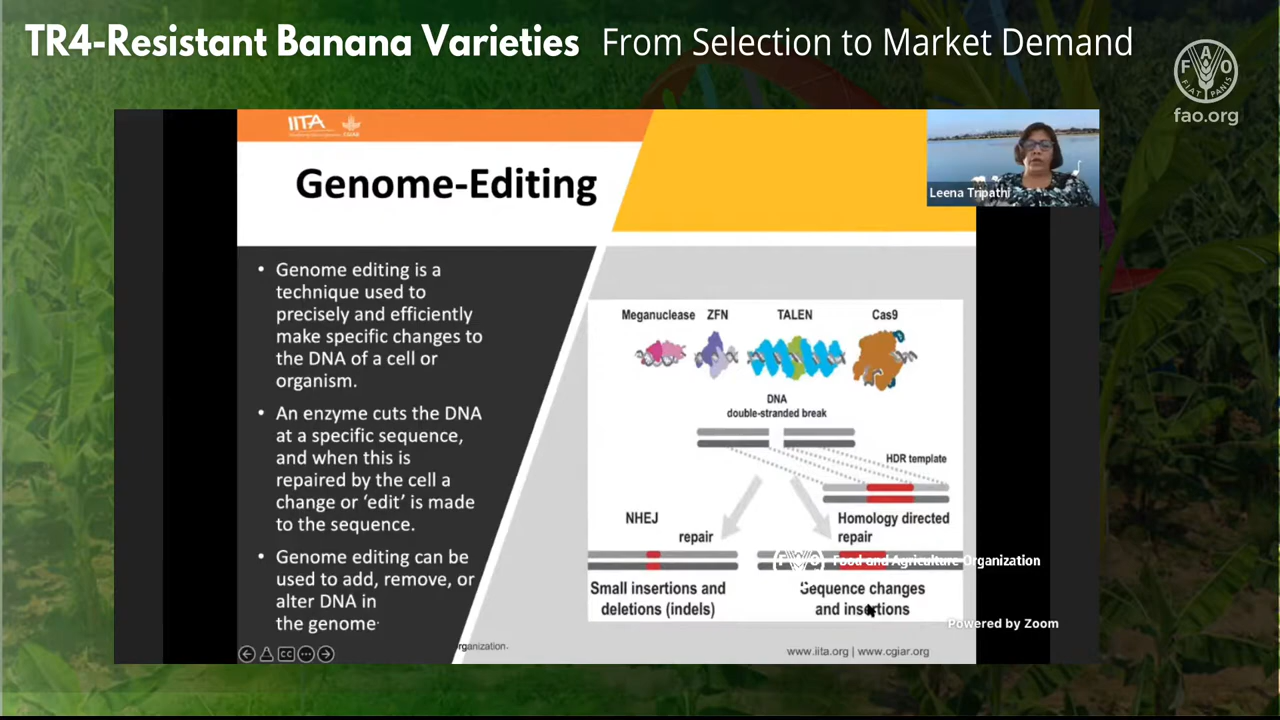 TR4-Resistant Banana Varieties From Selection to Market Demand
F A O
FIAT PANIS
fao.org
IITA
CGIAR
Leena Tripathi
Genome-Editing
• Genome editing is a
technique used to
precisely and efficiently
make specific changes to
the DNA of a cell or
organism.
• An enzyme cuts the DNA
at a specific sequence,
and when this is
repaired by the cell a
change or 'edit' is made
to the sequence.
• Genome editing can be
used to add, remove, or
alter DNA in
the genome
Meganuclease ZFN TALEN Cas9
DNA
double-stranded break
HDR template
NHEJ
repair
Homology directed
repair
Food and Agriculture Organization
Small insertions and
deletions (indels)
Sequence changes
and insertions
Powered by Zoom
CC
rganization.
www.iita.org | www.cgiar.org